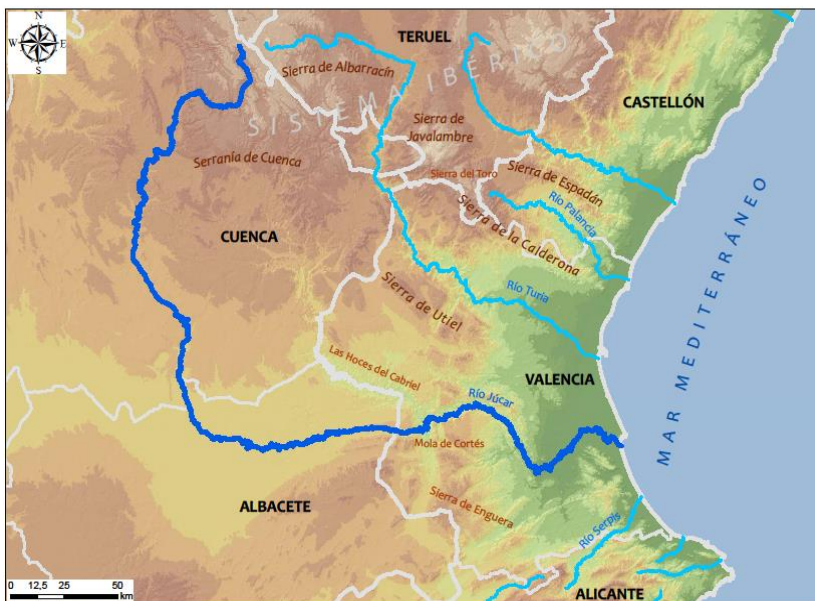 N
W
E
S
TERUEL
Sierra de Albarracín
SISTEMA IBÉRICO
CASTELLÓN
Sierra de
Javalambre
Serranía de Cuenca
Sierra del Toro
Sierra de Espadán
Río Palancia
Sierra de la Calderona
CUENCA
MAR MEDITERRÁNEO
Sierra de Utiel
Río Turia
Las Hoces del Cabriel
VALENCIA
Río Júcar
Mola de Cortés
Sierra de Enguera
ALBACETE
Río Serpis
ALICANTE
0 12,5 25 50
km